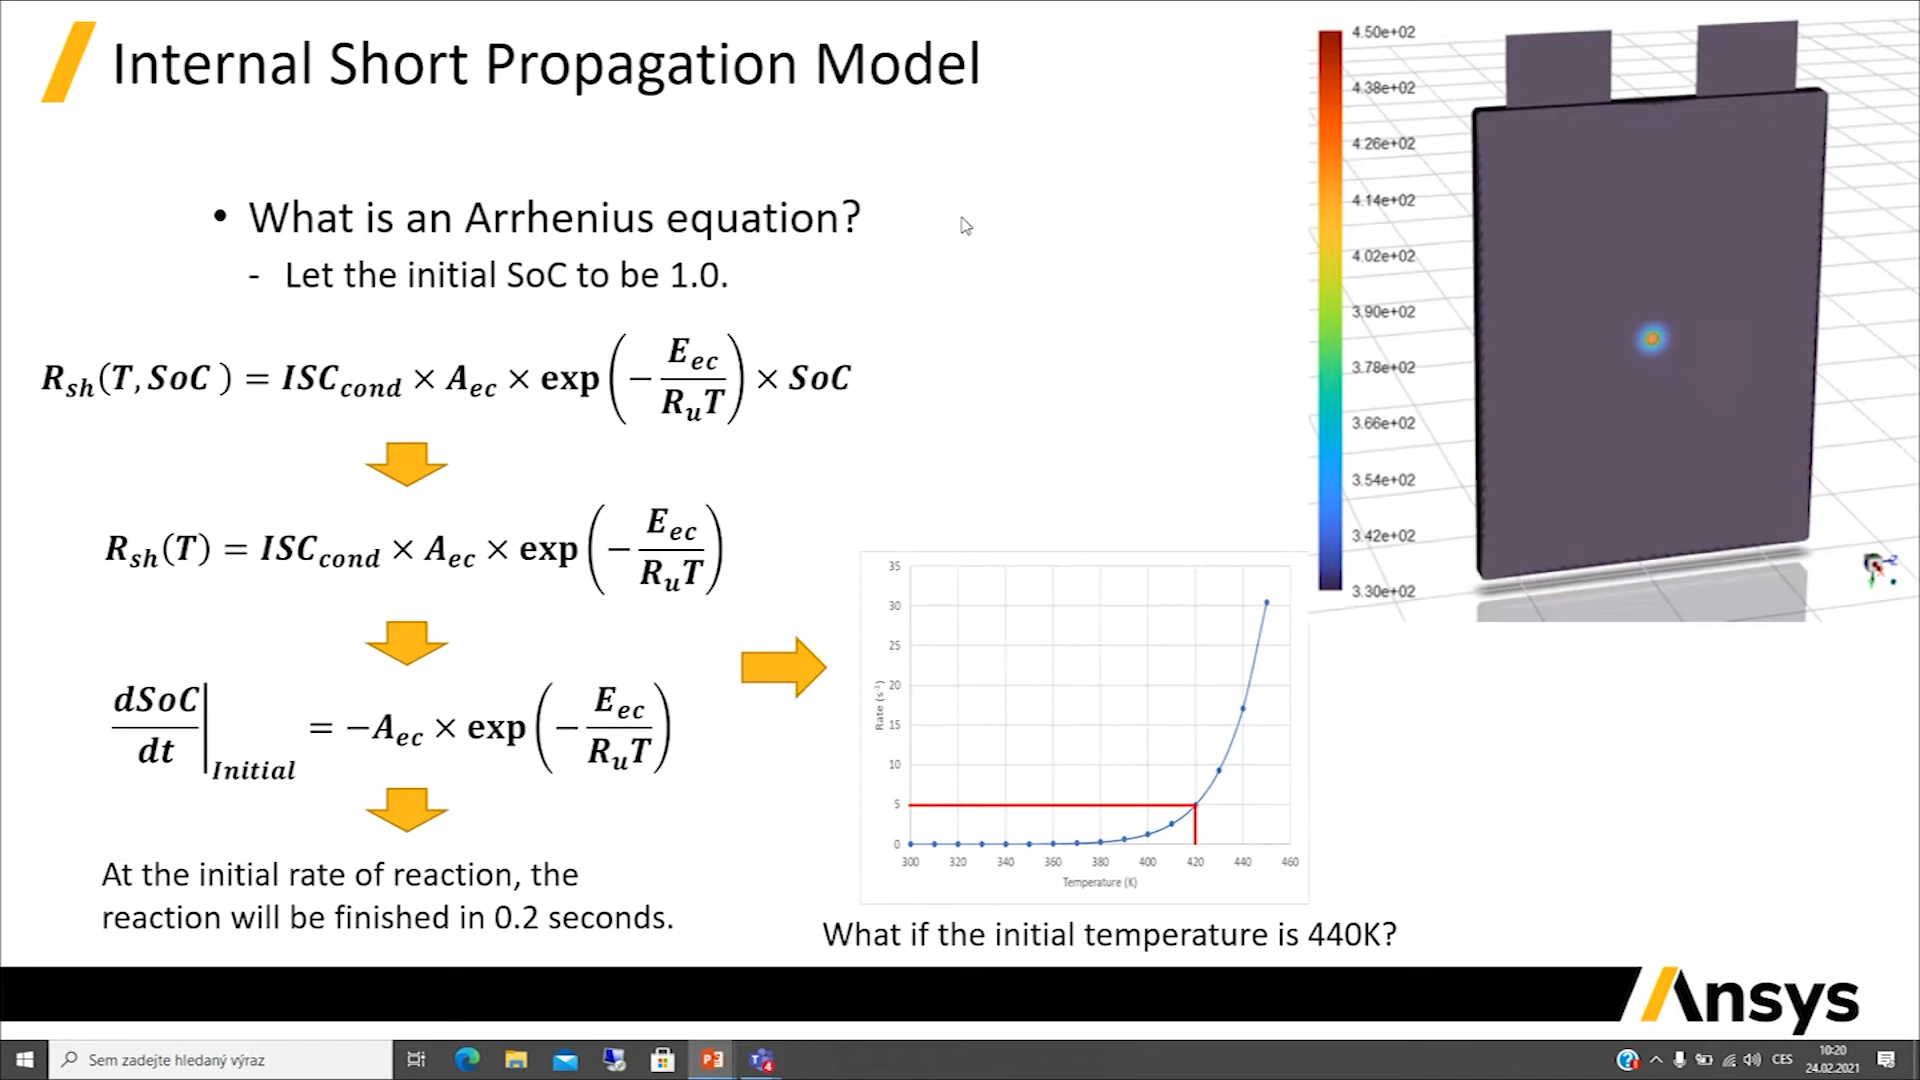 Internal Short Propagation Model
• What is an Arrhenius equation?
- Let the initial SoC to be 1.0.
R_sh(T, SoC ) = ISC_cond × A_ec × exp(−E_ec/R_uT) × SoC
R_sh(T) = ISC_cond × A_ec × exp(−E_ec/R_uT)
dSoC/dt|_Initial = −A_ec × exp(−E_ec/R_uT)
At the initial rate of reaction, the
reaction will be finished in 0.2 seconds.
35
30
25
20
15
10
5
0
Rate (s⁻¹)
300 320 340 360 380 400 420 440 460
Temperature (K)
What if the initial temperature is 440K?
4.50e+02
4.38e+02
4.26e+02
4.14e+02
4.02e+02
3.90e+02
3.78e+02
3.66e+02
3.54e+02
3.42e+02
3.30e+02
Ansys
Sem zadejte hledaný výraz
4
CES
10:20
24.02.2021